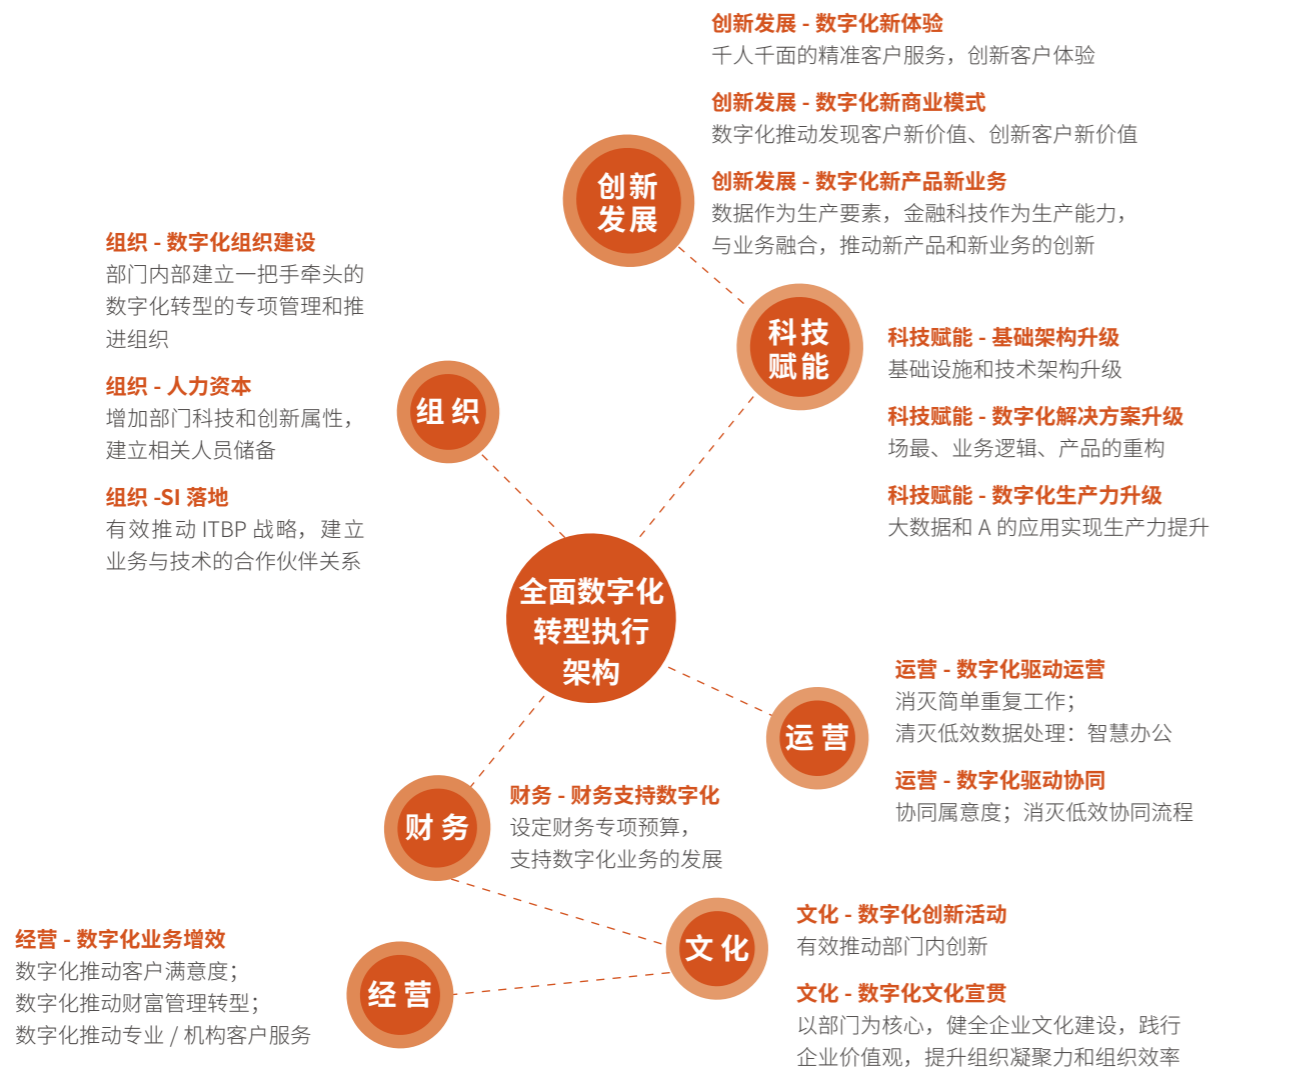 创新发展 - 数字化新体验
千人千面的精准客户服务，创新客户体验
创新发展 - 数字化新商业模式
数字化推动发现客户新价值、创新客户新价值
创新发展 - 数字化新产品新业务
数据作为生产要素，金融科技作为生产能力，
与业务融合，推动新产品和新业务的创新
创新
发展
组织 - 数字化组织建设
部门内部建立一把手牵头的
数字化转型的专项管理和推
进组织
组织 - 人力资本
增加部门科技和创新属性，
建立相关人员储备
组织 -SI 落地
有效推动 ITBP 战略，建立
业务与技术的合作伙伴关系
组织
科技
赋能
科技赋能 - 基础架构升级
基础设施和技术架构升级
科技赋能 - 数字化解决方案升级
场最、业务逻辑、产品的重构
科技赋能 - 数字化生产力升级
大数据和 A 的应用实现生产力提升
全面数字化
转型执行
架构
运营
运营 - 数字化驱动运营
消灭简单重复工作；
清灭低效数据处理：智慧办公
运营 - 数字化驱动协同
协同属意度；消灭低效协同流程
财务
财务 - 财务支持数字化
设定财务专项预算，
支持数字化业务的发展
文化
文化 - 数字化创新活动
有效推动部门内创新
文化 - 数字化文化宣贯
以部门为核心，健全企业文化建设，践行
企业价值观，提升组织凝聚力和组织效率
经营 - 数字化业务增效
数字化推动客户满意度；
数字化推动财富管理转型；
数字化推动专业 / 机构客户服务
经营